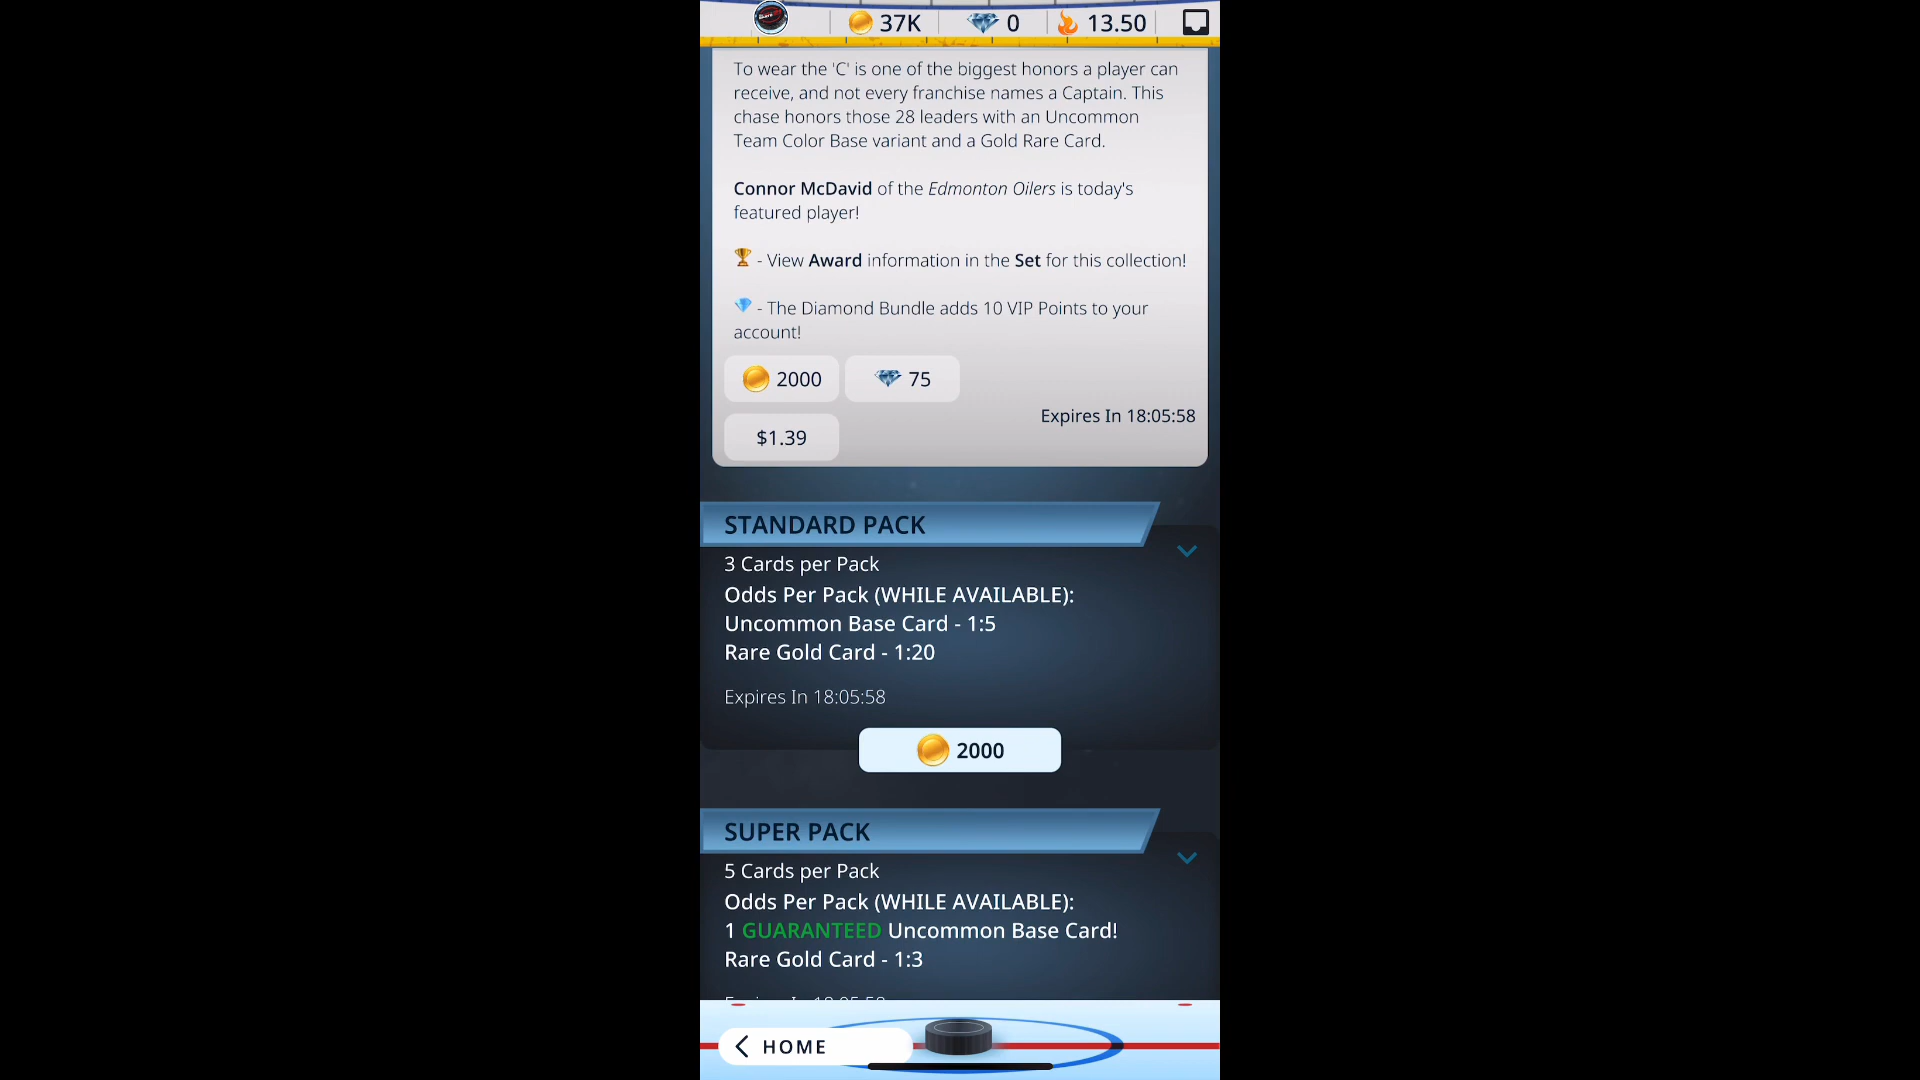 37K 0 13.50
To wear the 'C' is one of the biggest honors a player can
receive, and not every franchise names a Captain. This
chase honors those 28 leaders with an Uncommon
Team Color Base variant and a Gold Rare Card.
Connor McDavid of the Edmonton Oilers is today's
featured player!
- View Award information in the Set for this collection!
- The Diamond Bundle adds 10 VIP Points to your
account!
2000 75
Expires In 18:05:58
$1.39
STANDARD PACK
3 Cards per Pack
Odds Per Pack (WHILE AVAILABLE):
Uncommon Base Card - 1:5
Rare Gold Card - 1:20
Expires In 18:05:58
2000
SUPER PACK
5 Cards per Pack
Odds Per Pack (WHILE AVAILABLE):
1 GUARANTEED Uncommon Base Card!
Rare Gold Card - 1:3
Expires In 18:05:58
HOME